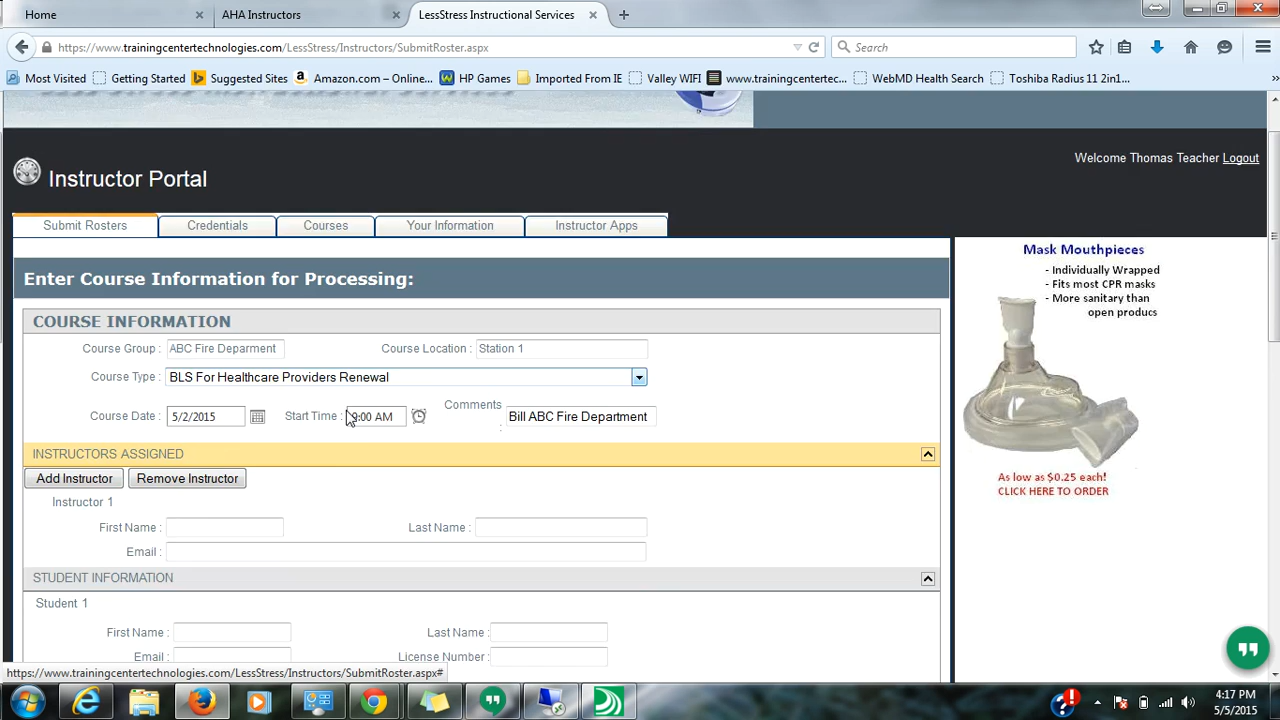 Home
AHA Instructors
LessStress Instructional Services
https://www.trainingcentertechnologies.com/LessStress/Instructors/SubmitRoster.aspx
Search
Most Visited Getting Started Suggested Sites Amazon.com – Online... HP Games Imported From IE Valley WIFI www.trainingcentertec... WebMD Health Search Toshiba Radius 11 2in1...
Welcome Thomas Teacher Logout
Instructor Portal
Submit Rosters Credentials Courses Your Information Instructor Apps
Enter Course Information for Processing:
COURSE INFORMATION
Course Group : ABC Fire Deparment Course Location : Station 1
Course Type : BLS For Healthcare Providers Renewal
Course Date : 5/2/2015 Start Time : 9:00 AM Comments : Bill ABC Fire Department
INSTRUCTORS ASSIGNED
Add Instructor Remove Instructor
Instructor 1
First Name : Last Name :
Email :
STUDENT INFORMATION
Student 1
First Name : Last Name :
Email : License Number :
Mask Mouthpieces
- Individually Wrapped
- Fits most CPR masks
- More sanitary than
open producs
As low as $0.25 each!
CLICK HERE TO ORDER
https://www.trainingcentertechnologies.com/LessStress/Instructors/SubmitRoster.aspx#
4:17 PM
5/5/2015